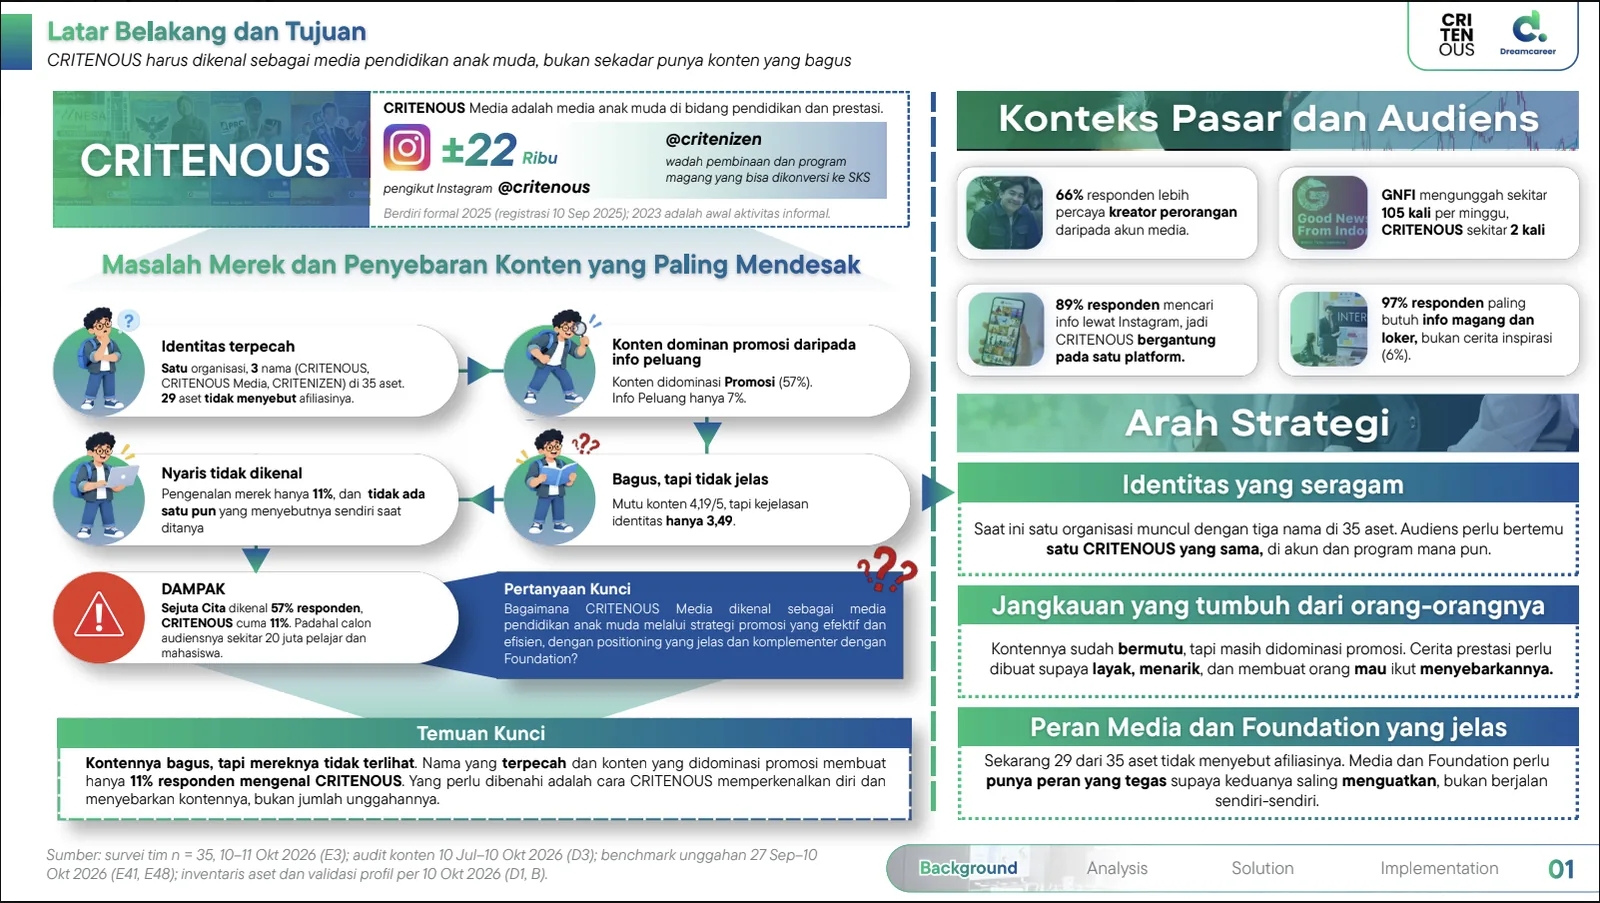 Latar Belakang dan Tujuan
CRITENOUS harus dikenal sebagai media pendidikan anak muda, bukan sekadar punya konten yang bagus
CRI
TEN
OUS
Dreamcareer
CRITENOUS
CRITENOUS Media adalah media anak muda di bidang pendidikan dan prestasi.
±22 Ribu
pengikut Instagram @critenous
@critenizen
wadah pembinaan dan program
magang yang bisa dikonversi ke SKS
Berdiri formal 2025 (registrasi 10 Sep 2025); 2023 adalah awal aktivitas informal.
Masalah Merek dan Penyebaran Konten yang Paling Mendesak
?
Identitas terpecah
Satu organisasi, 3 nama (CRITENOUS,
CRITENOUS Media, CRITENIZEN) di 35 aset.
29 aset tidak menyebut afiliasinya.
Konten dominan promosi daripada
info peluang
Konten didominasi Promosi (57%).
Info Peluang hanya 7%.
Nyaris tidak dikenal
Pengenalan merek hanya 11%, dan tidak ada
satu pun yang menyebutnya sendiri saat
ditanya
???
Bagus, tapi tidak jelas
Mutu konten 4,19/5, tapi kejelasan
identitas hanya 3,49.
DAMPAK
Sejuta Cita dikenal 57% responden,
CRITENOUS cuma 11%. Padahal calon
audiensnya sekitar 20 juta pelajar dan
mahasiswa.
???
Pertanyaan Kunci
Bagaimana CRITENOUS Media dikenal sebagai media
pendidikan anak muda melalui strategi promosi yang efektif dan
efisien, dengan positioning yang jelas dan komplementer dengan
Foundation?
Temuan Kunci
Kontennya bagus, tapi mereknya tidak terlihat. Nama yang terpecah dan konten yang didominasi promosi membuat
hanya 11% responden mengenal CRITENOUS. Yang perlu dibenahi adalah cara CRITENOUS memperkenalkan diri dan
menyebarkan kontennya, bukan jumlah unggahannya.
Konteks Pasar dan Audiens
66% responden lebih
percaya kreator perorangan
daripada akun media.
Good News
From Indo
GNFI mengunggah sekitar
105 kali per minggu,
CRITENOUS sekitar 2 kali
89% responden mencari
info lewat Instagram, jadi
CRITENOUS bergantung
pada satu platform.
INTER
97% responden paling
butuh info magang dan
loker, bukan cerita inspirasi
(6%).
Arah Strategi
Identitas yang seragam
Saat ini satu organisasi muncul dengan tiga nama di 35 aset. Audiens perlu bertemu
satu CRITENOUS yang sama, di akun dan program mana pun.
Jangkauan yang tumbuh dari orang-orangnya
Kontennya sudah bermutu, tapi masih didominasi promosi. Cerita prestasi perlu
dibuat supaya layak, menarik, dan membuat orang mau ikut menyebarkannya.
Peran Media dan Foundation yang jelas
Sekarang 29 dari 35 aset tidak menyebut afiliasinya. Media dan Foundation perlu
punya peran yang tegas supaya keduanya saling menguatkan, bukan berjalan
sendiri-sendiri.
Sumber: survei tim n = 35, 10–11 Okt 2026 (E3); audit konten 10 Jul–10 Okt 2026 (D3); benchmark unggahan 27 Sep–10
Okt 2026 (E41, E48); inventaris aset dan validasi profil per 10 Okt 2026 (D1, B).
Background Analysis Solution Implementation 01